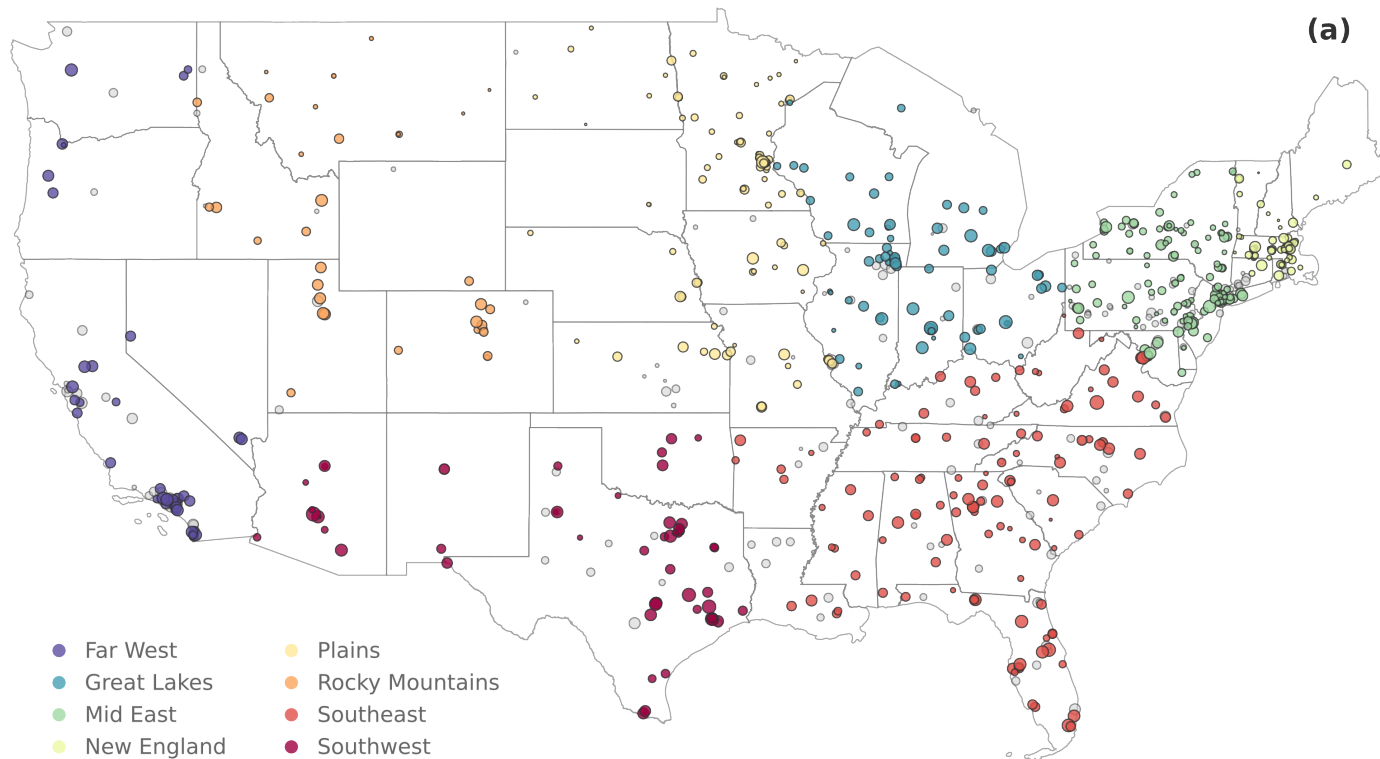 (a)
Far West
Great Lakes
Mid East
New England
Plains
Rocky Mountains
Southeast
Southwest